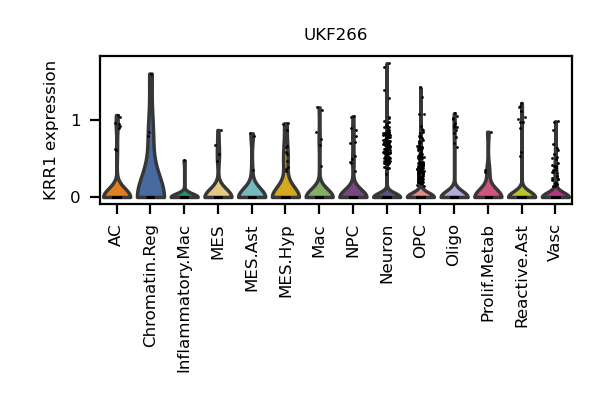 UKF266
KRR1 expression
1
0
AC
Chromatin.Reg
Inflammatory.Mac
MES
MES.Ast
MES.Hyp
Mac
NPC
Neuron
OPC
Oligo
Prolif.Metab
Reactive.Ast
Vasc